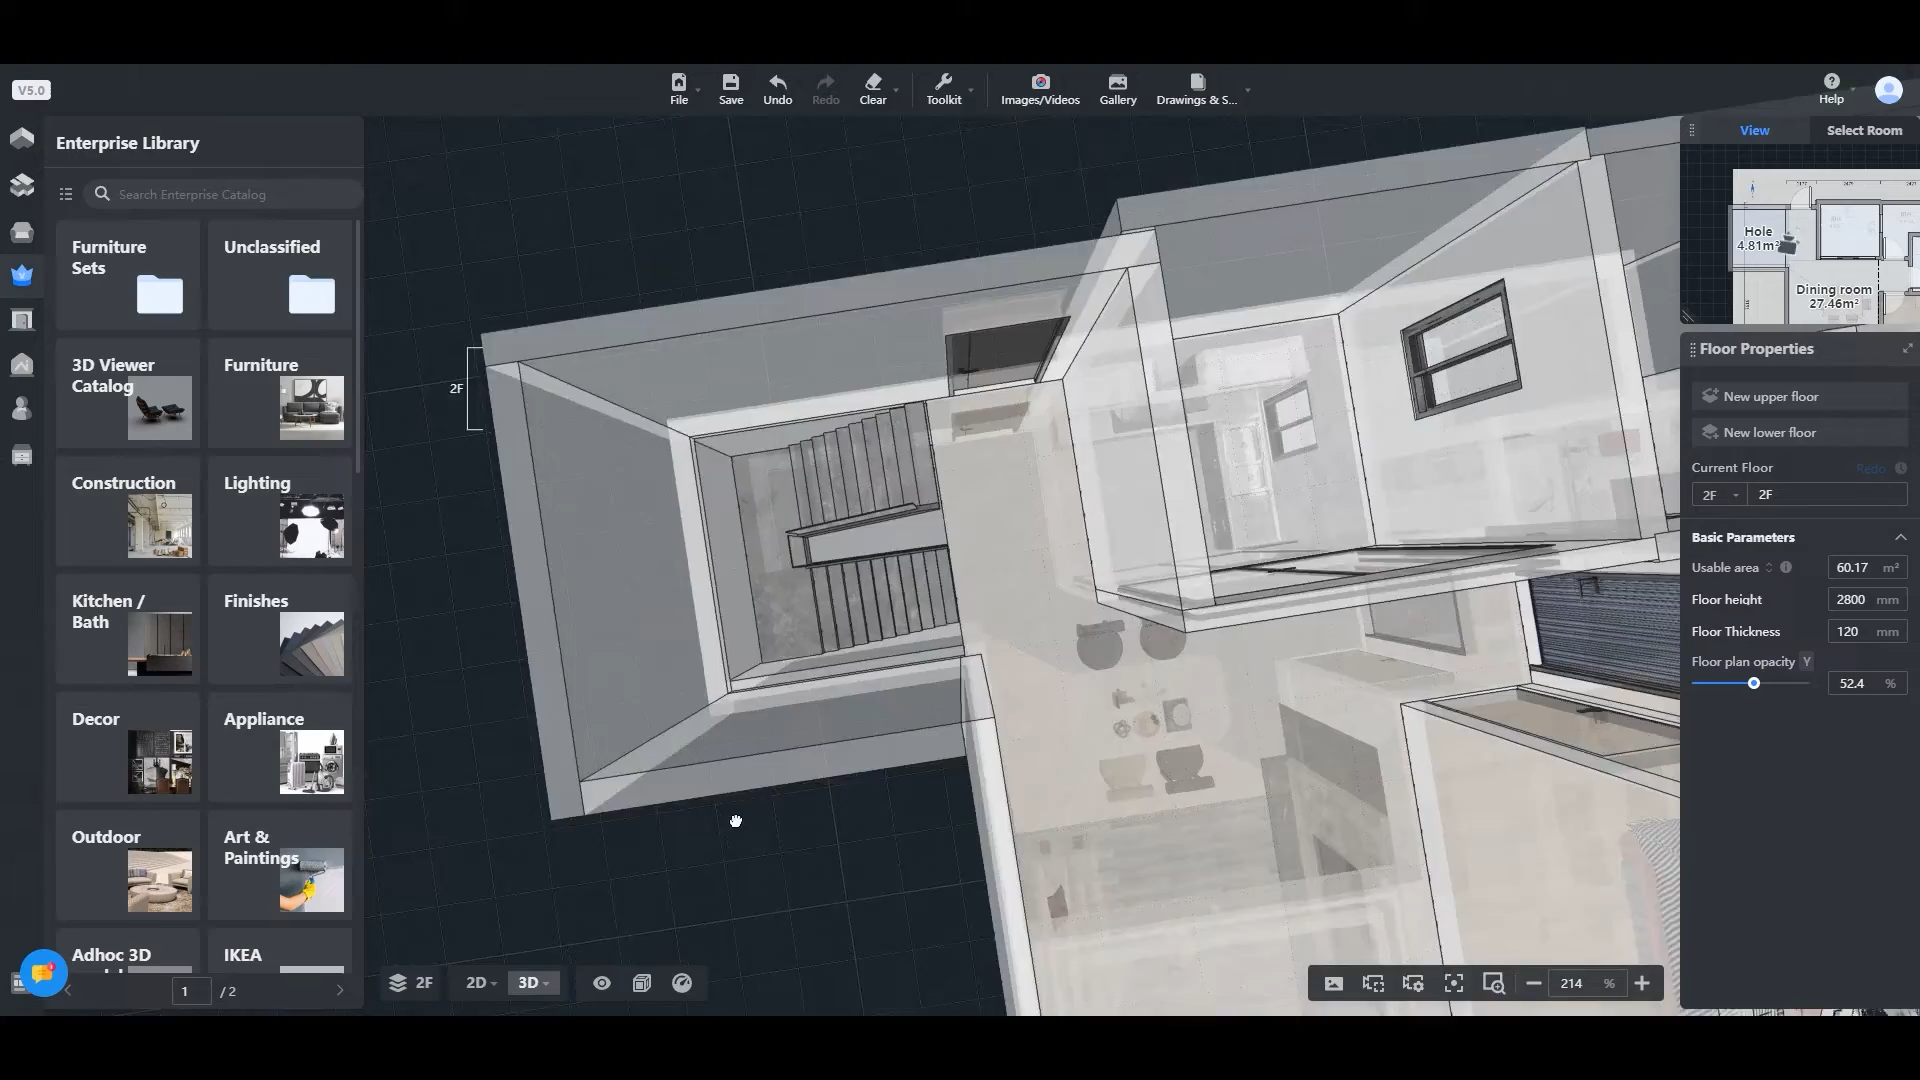 V5.0
File
Save
Undo
Redo
Clear
Toolkit
Images/Videos
Gallery
Drawings & S...
Help
Enterprise Library
Search Enterprise Catalog
Furniture
Sets
Unclassified
3D Viewer
Catalog
Furniture
Construction
Lighting
Kitchen /
Bath
Finishes
Decor
Appliance
Outdoor
Art &
Paintings
Adhoc 3D
IKEA
1
/ 2
2F
2F
2D
3D
214
%
View
Select Room
Hole
4.81m²
Dining room
27.46m²
Floor Properties
New upper floor
New lower floor
Current Floor
Redo
2F
2F
Basic Parameters
Usable area
60.17 m²
Floor height
2800 mm
Floor Thickness
120 mm
Floor plan opacity Y
52.4 %